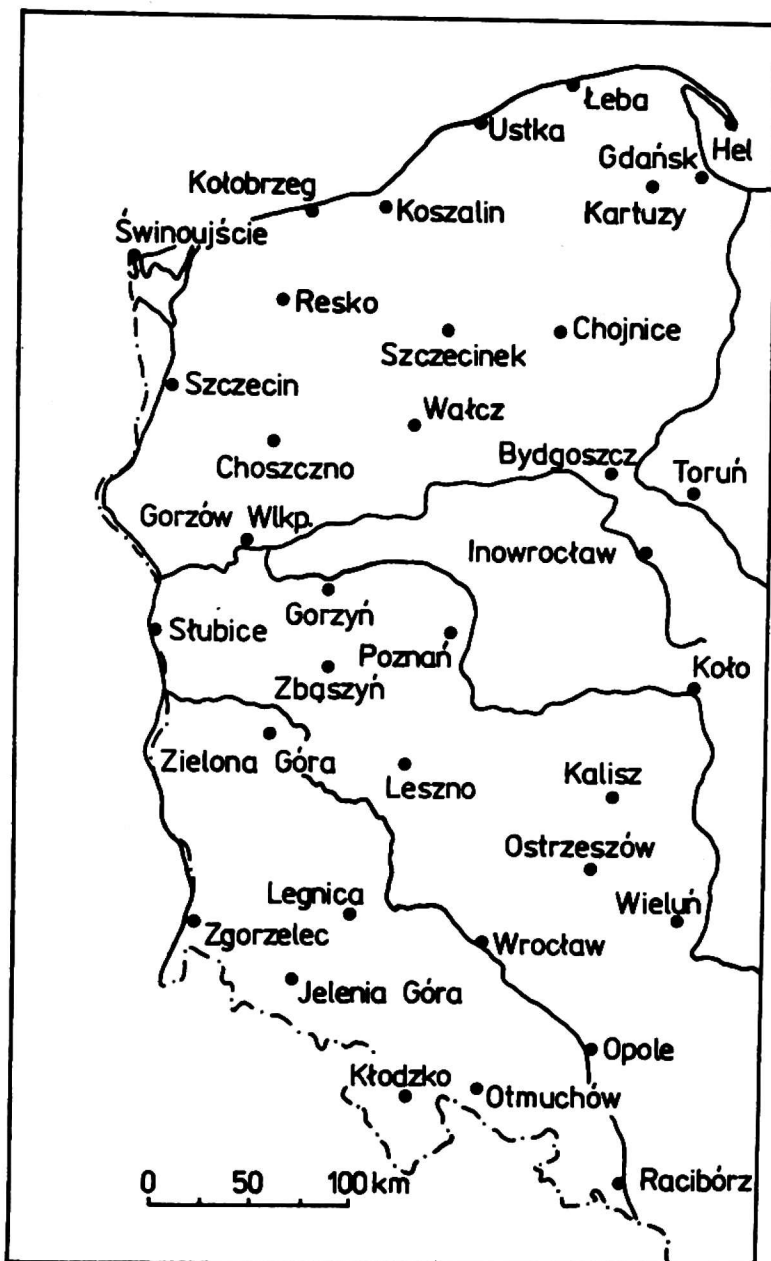 Łeba
Ustka
Hel
Gdańsk
Kartuzy
Kołobrzeg
Koszalin
Świnoujście
Resko
Szczecinek
Chojnice
Szczecin
Wałcz
Choszczno
Bydgoszcz
Toruń
Gorzów Wlkp.
Inowrocław
Gorzyń
Słubice
Poznań
Zbąszyń
Koło
Zielona Góra
Leszno
Kalisz
Ostrzeszów
Legnica
Wieluń
Zgorzelec
Wrocław
Jelenia Góra
Opole
Kłodzko
Otmuchów
Racibórz
0 50 100 km